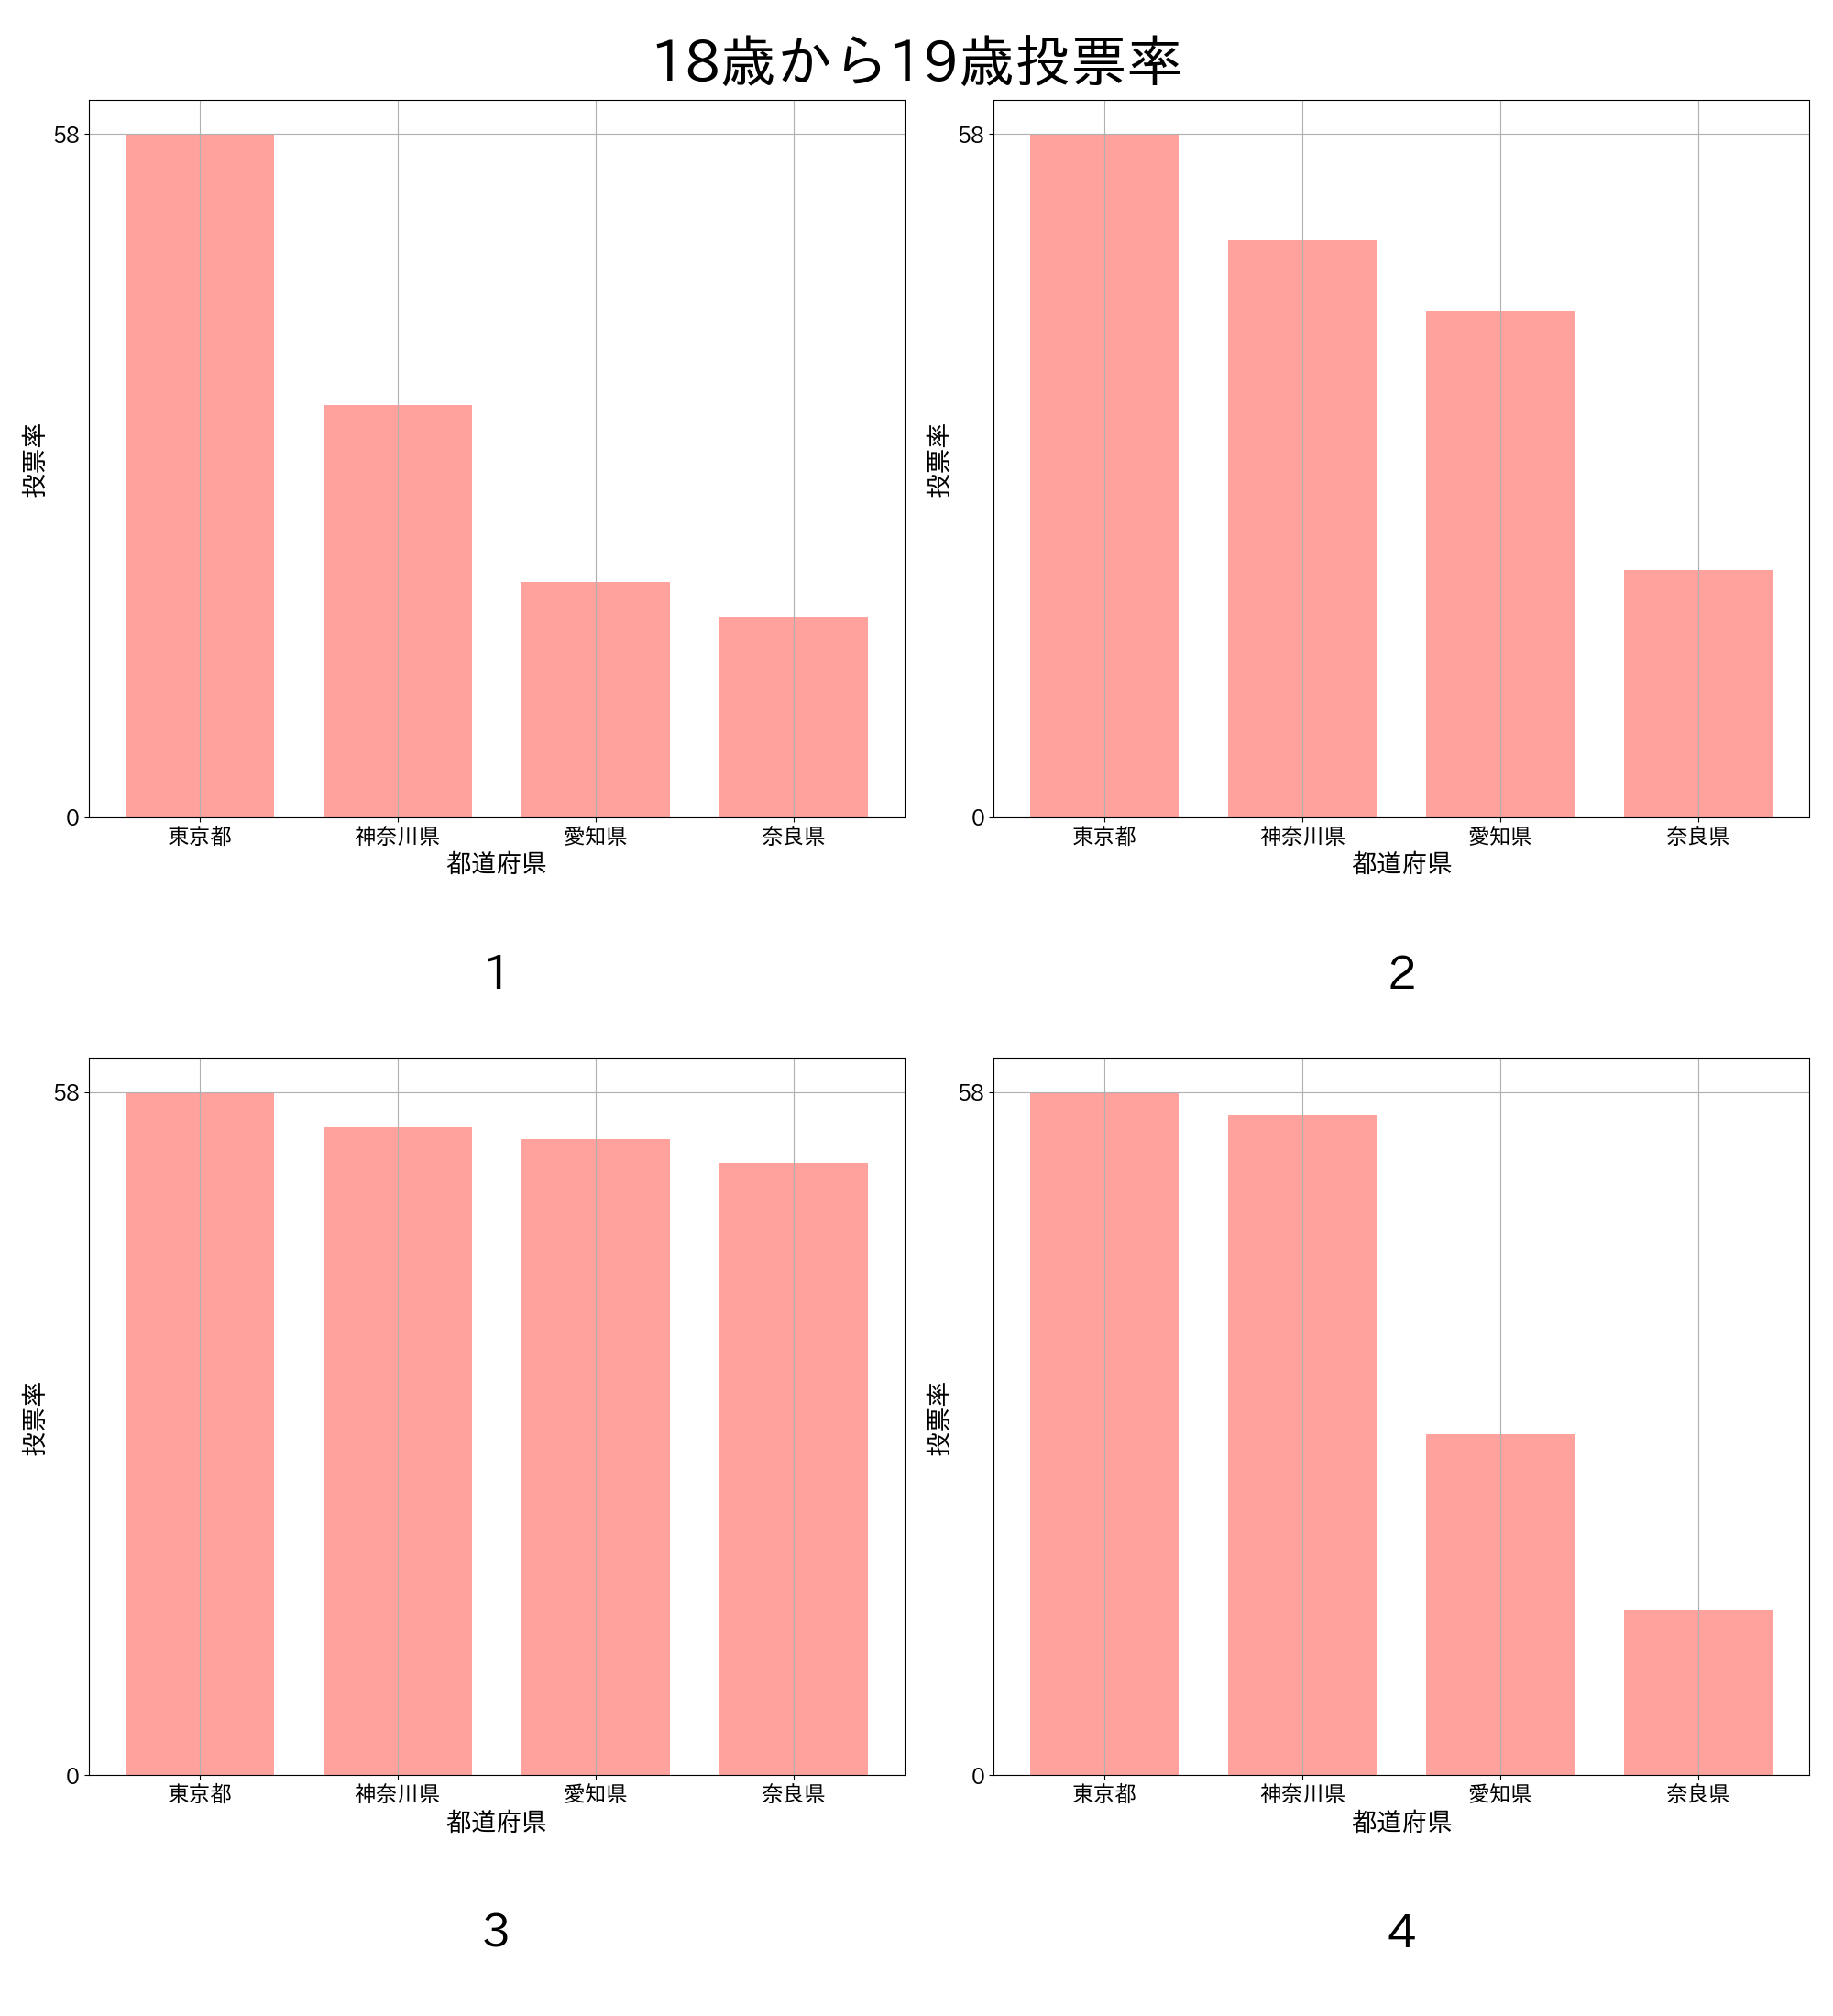 18歳から19歳投票率
58
投票率
0
東京都 神奈川県 愛知県 奈良県
都道府県
1
58
投票率
0
東京都 神奈川県 愛知県 奈良県
都道府県
2
58
投票率
0
東京都 神奈川県 愛知県 奈良県
都道府県
3
58
投票率
0
東京都 神奈川県 愛知県 奈良県
都道府県
4